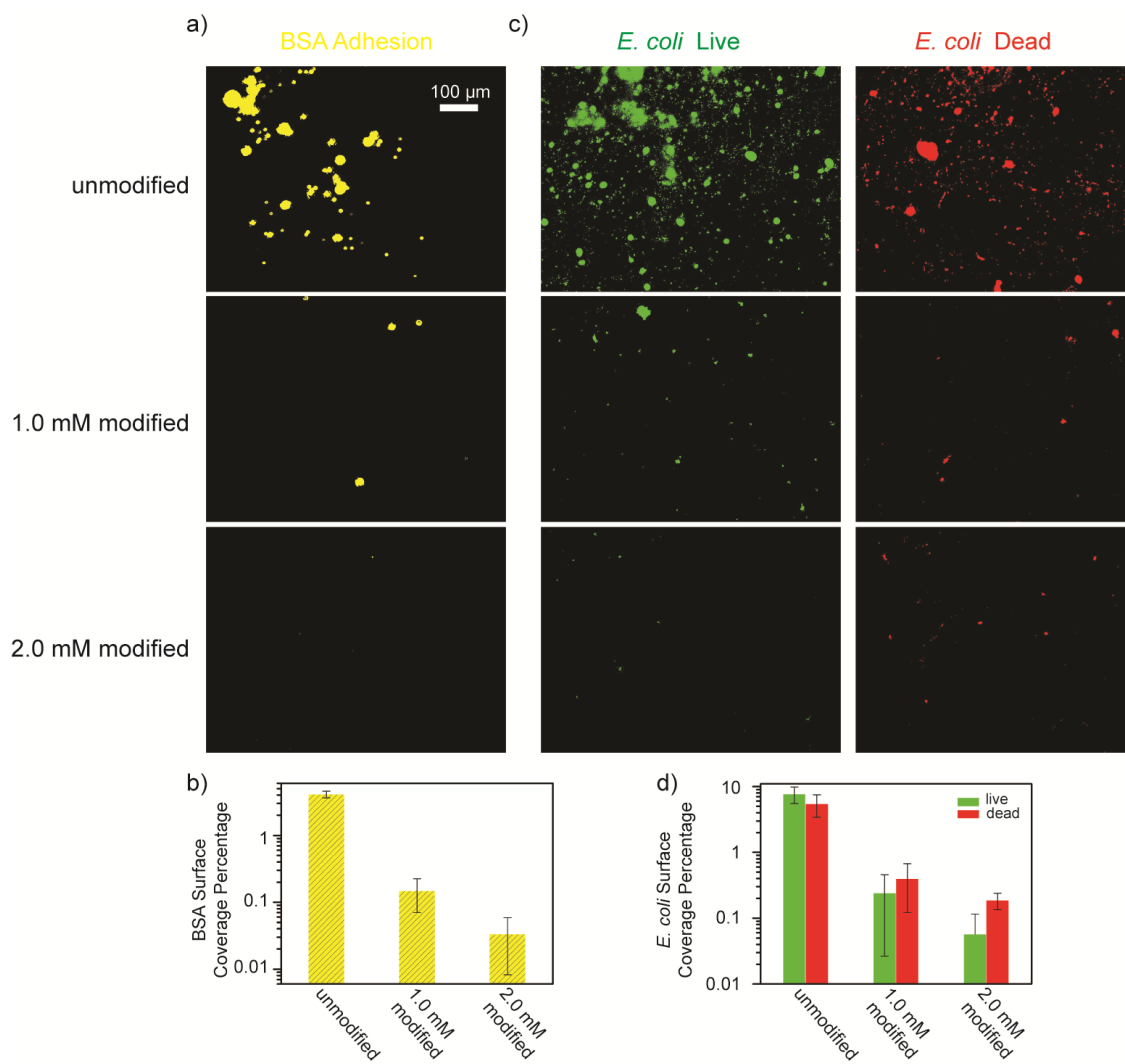 a)
BSA Adhesion
c)
E. coli Live
E. coli Dead
100 µm
unmodified
1.0 mM modified
2.0 mM modified
b)
BSA Surface
Coverage Percentage
1
0.1
0.01
unmodified
1.0 mM
modified
2.0 mM
modified
d)
E. coli Surface
Coverage Percentage
10
1
0.1
0.01
live
dead
unmodified
1.0 mM
modified
2.0 mM
modified